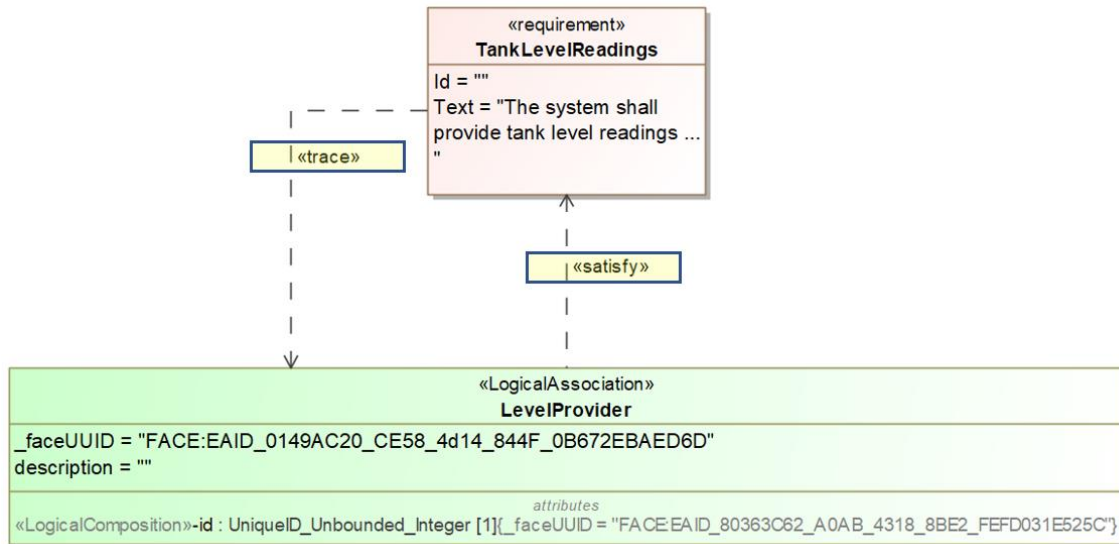 «requirement»
TankLevelReadings
Id = ""
Text = "The system shall
provide tank level readings ...
"
«trace»
«satisfy»
«LogicalAssociation»
LevelProvider
_faceUUID = "FACE:EAID_0149AC20_CE58_4d14_844F_0B672EBAED6D"
description = ""
attributes
«LogicalComposition»-id : UniqueID_Unbounded_Integer [1]{_faceUUID = "FACE:EAID_80363C62_A0AB_4318_8BE2_FEFD031E525C"}